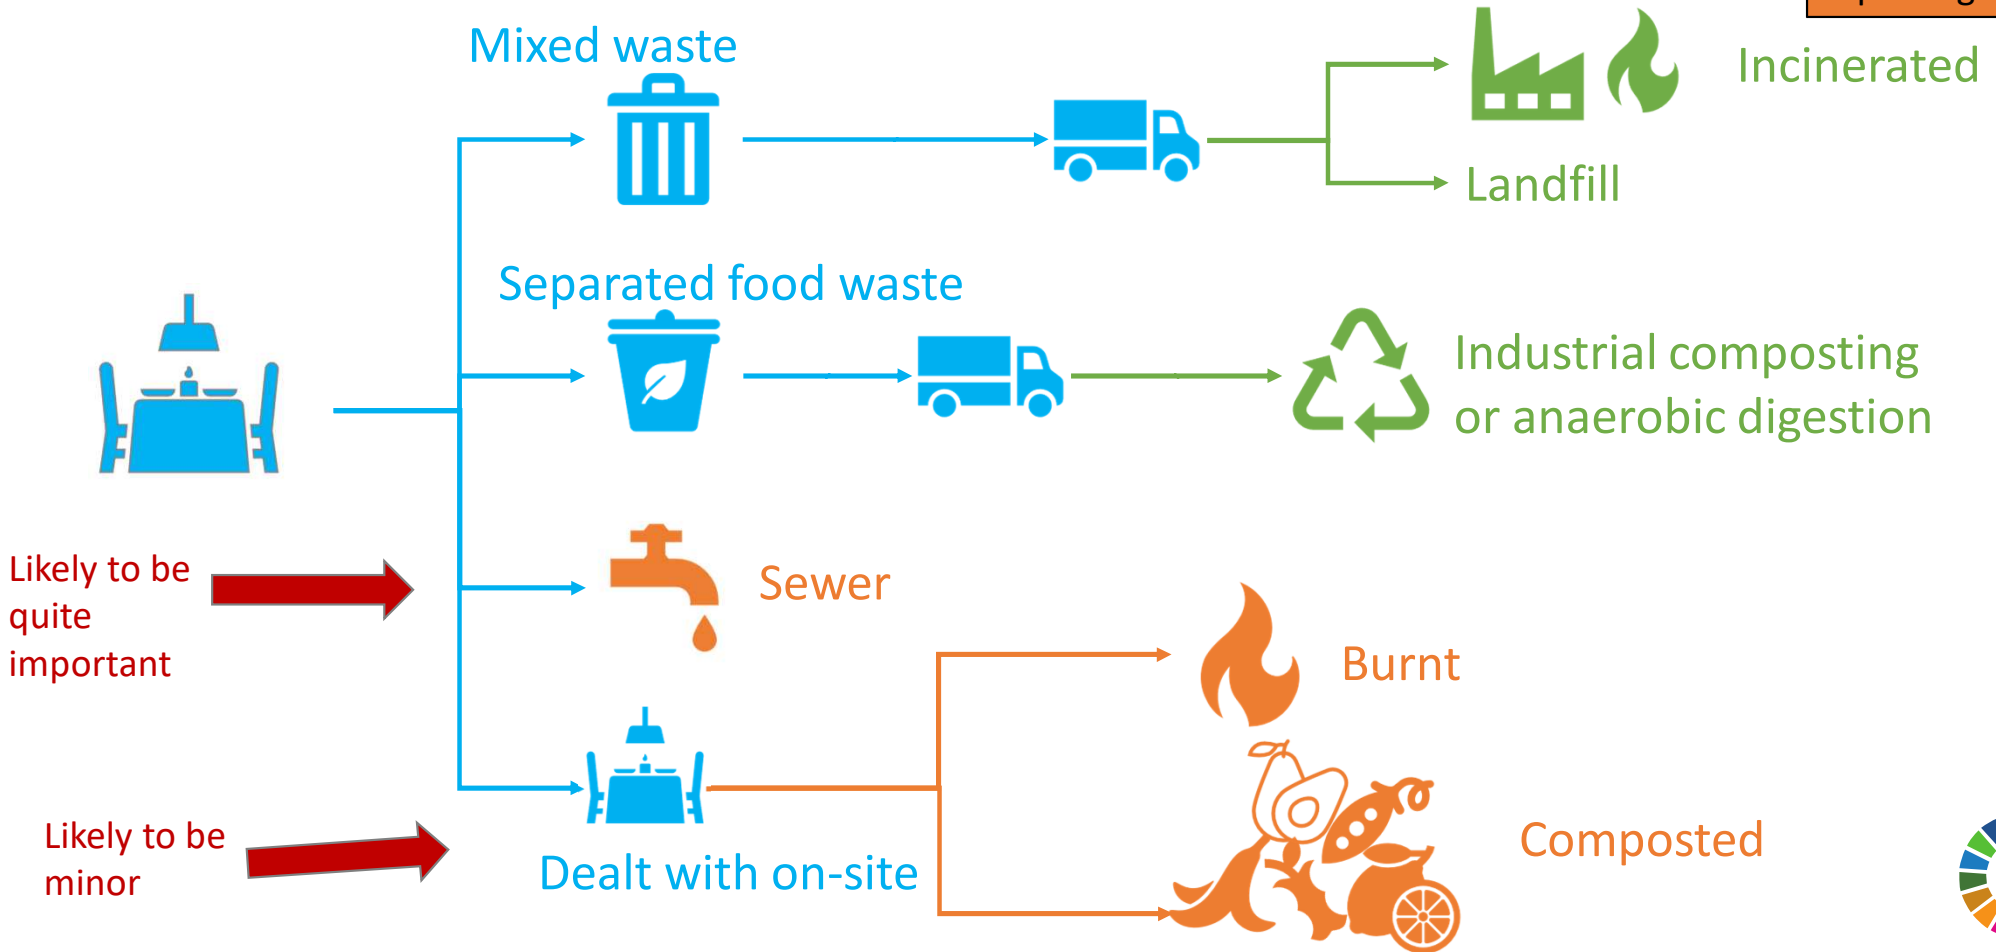 Mixed waste
Incinerated
Landfill
Separated food waste
Industrial composting
or anaerobic digestion
Likely to be
quite
important
Sewer
Burnt
Likely to be
minor
Dealt with on-site
Composted